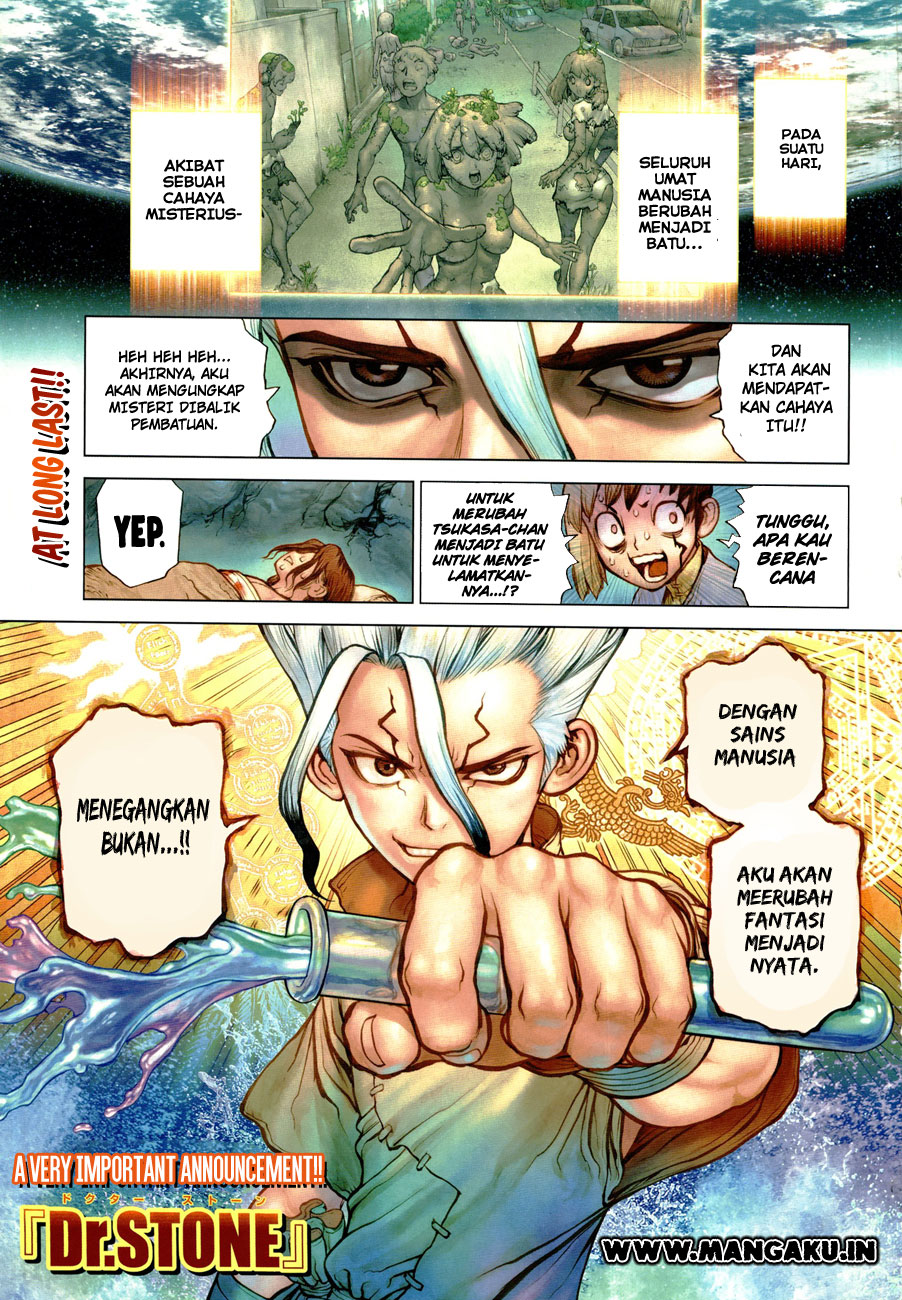 PADA
SUATU
HARI,
SELURUH
UMAT
MANUSIA
BERUBAH
MENJADI
BATU...
AKIBAT
SEBUAH
CAHAYA
MISTERIUS-
DAN
KITA AKAN
MENDAPAT-
KAN CAHAYA
ITU!!
HEH HEH HEH...
AKHIRNYA, AKU
AKAN MENGUNGKAP
MISTERI DIBALIK
PEMBATUAN.
AT LONG LAST!!!
TUNGGU,
APA KAU
BEREN-
CANA
UNTUK
MERUBAH
TSUKASA-CHAN
MENJADI BATU
UNTUK MENYE-
LAMATKAN-
NYA...!?
YEP.
DENGAN
SAINS
MANUSIA
AKU AKAN
MEERUBAH
FANTASI
MENJADI
NYATA.
MENEGANGKAN
BUKAN...!!
A VERY IMPORTANT ANNOUNCEMENT!!
ドクター ストーン
『Dr.STONE』
WWW.MANGAKU.IN